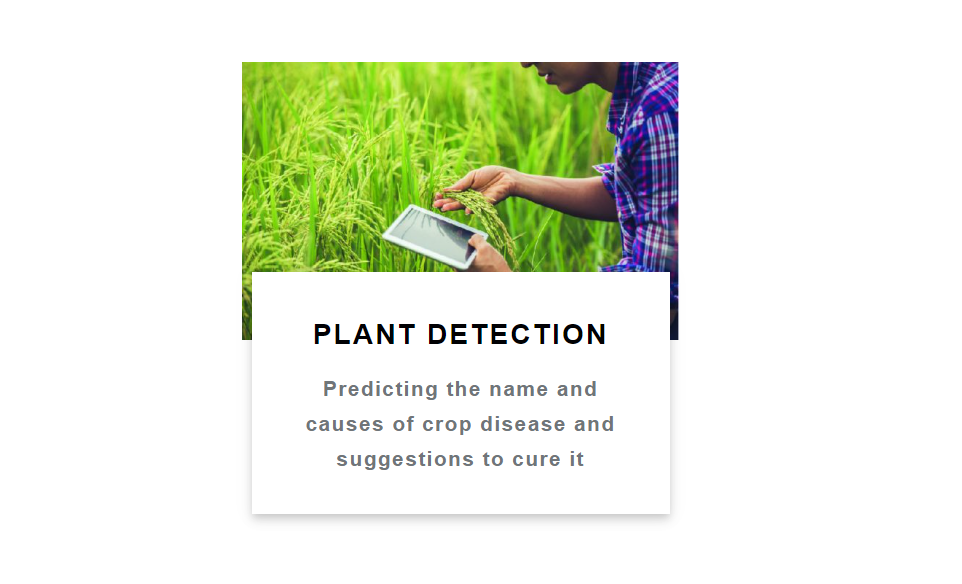 PLANT DETECTION
Predicting the name and
causes of crop disease and
suggestions to cure it